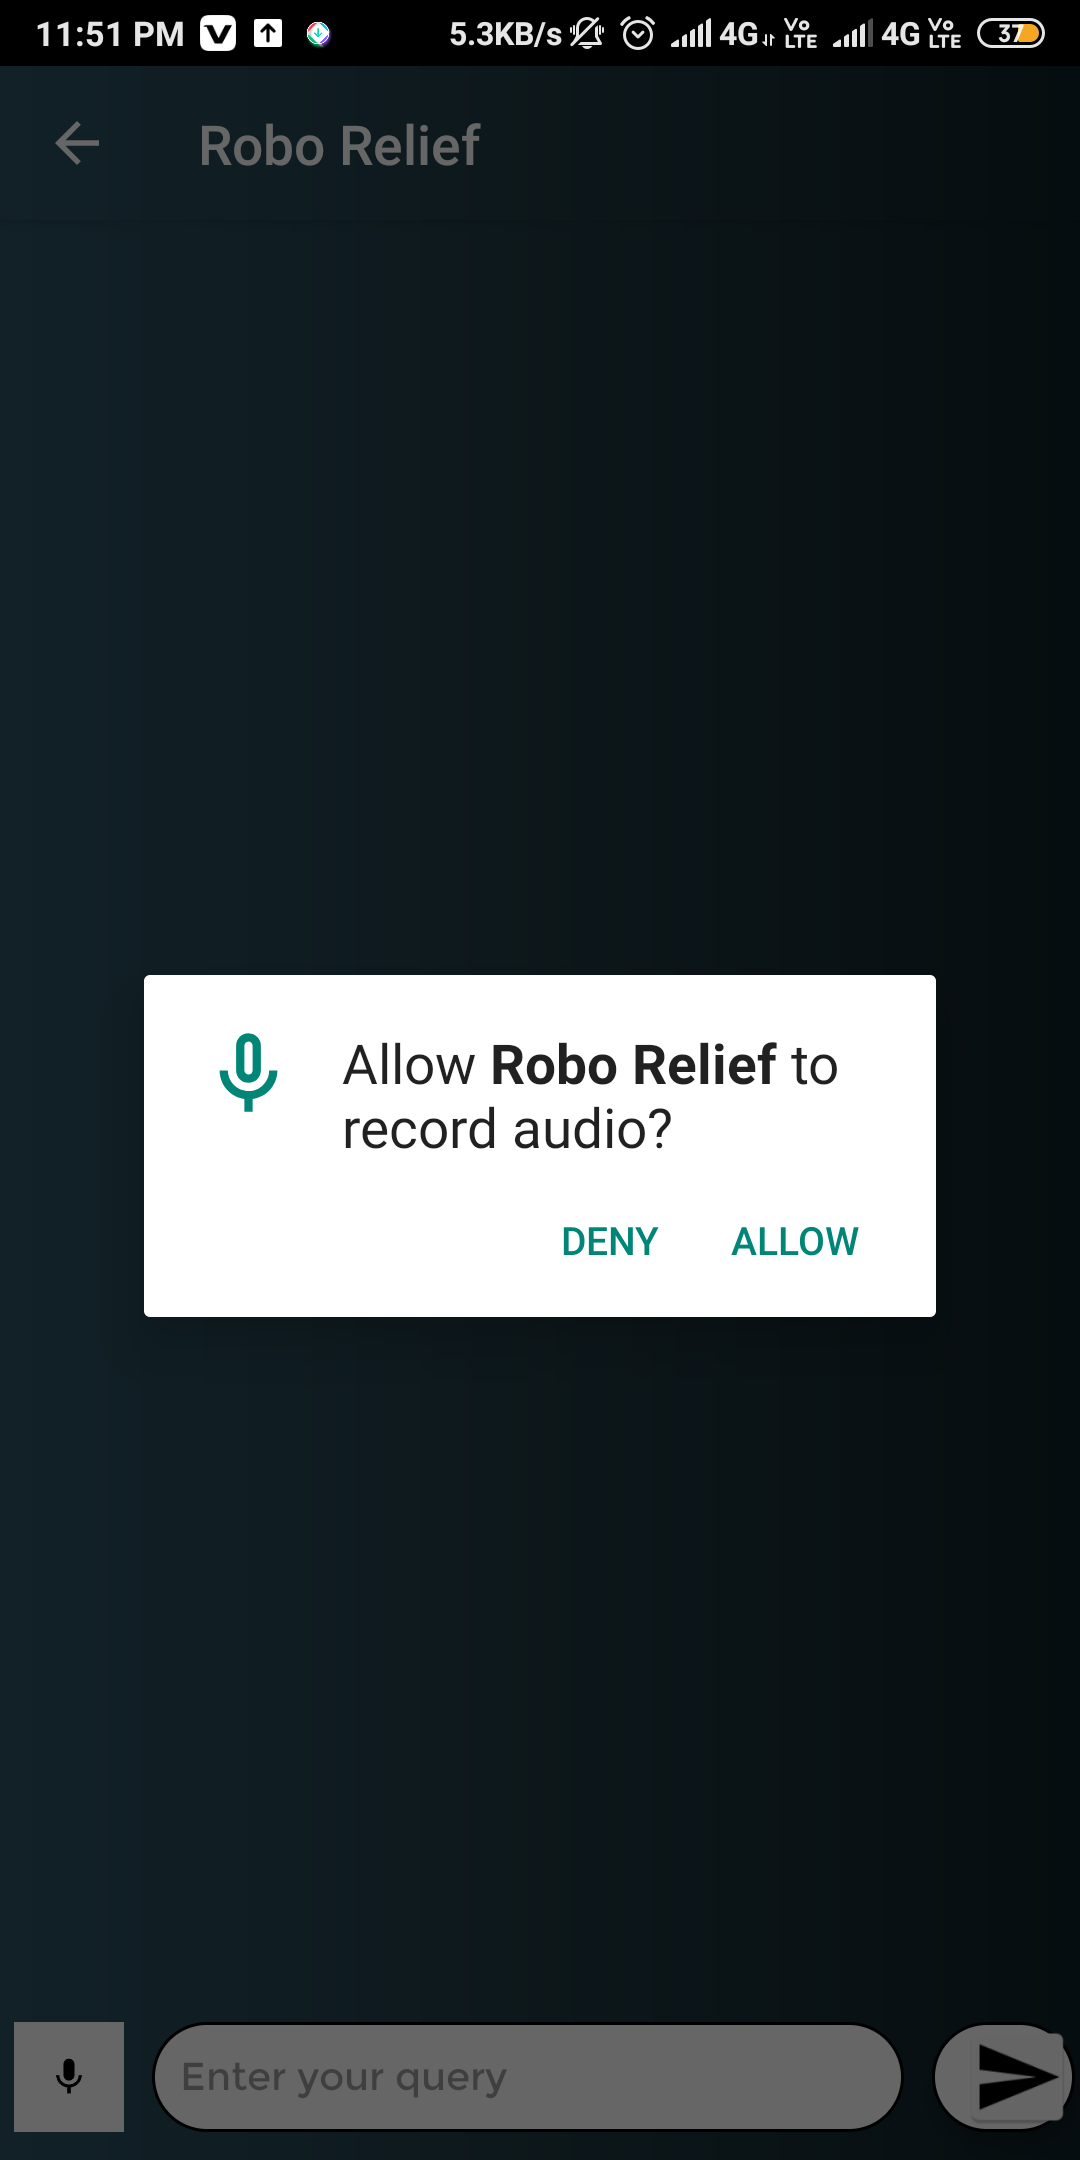 11:51 PM 5.3KB/s 4G Vo LTE 4G Vo LTE 37
Robo Relief
Allow Robo Relief to
record audio?
DENY ALLOW
Enter your query